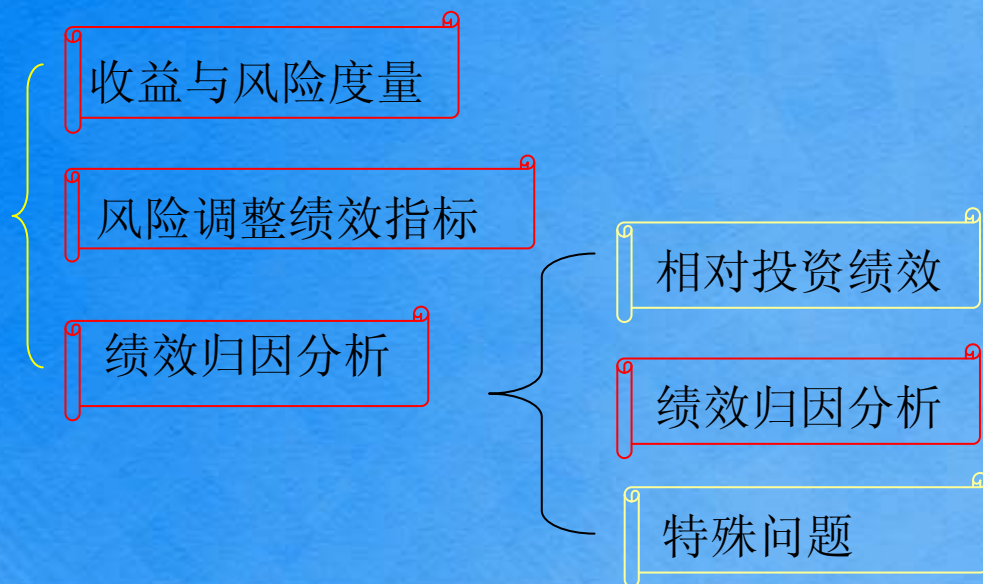 收益与风险度量
风险调整绩效指标
绩效归因分析
相对投资绩效
绩效归因分析
特殊问题